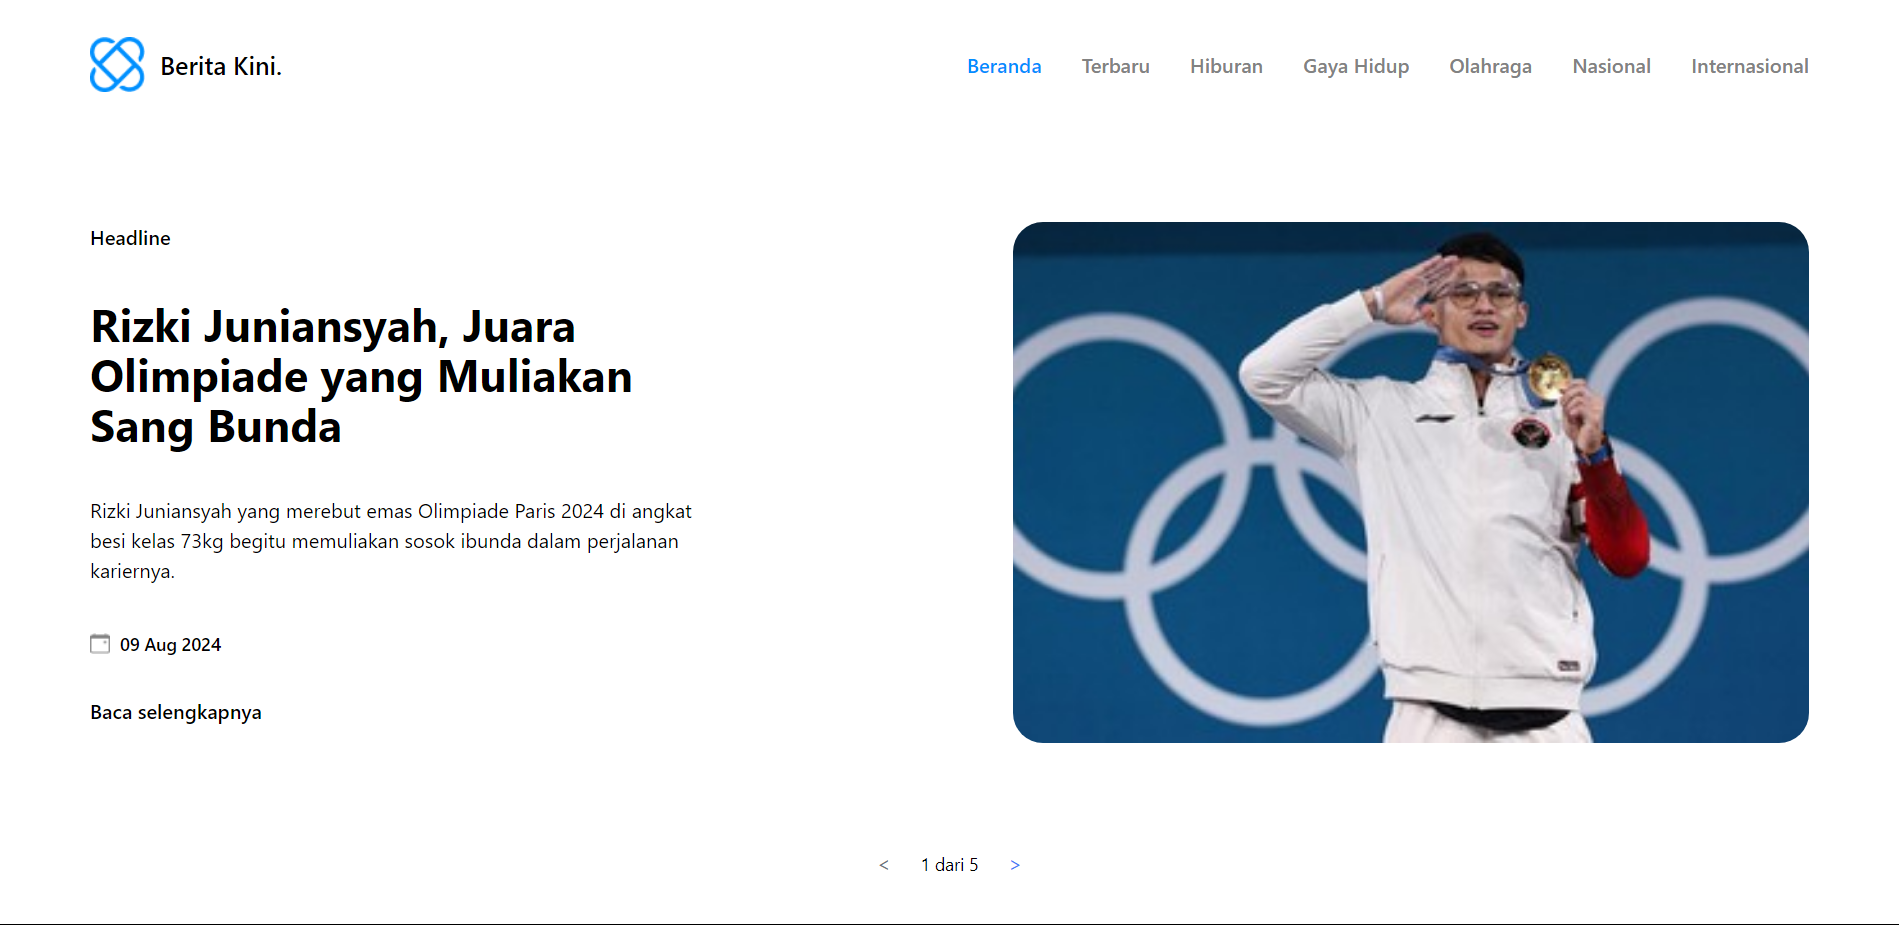 Berita Kini.
Beranda Terbaru Hiburan Gaya Hidup Olahraga Nasional Internasional
Headline
Rizki Juniansyah, Juara
Olimpiade yang Muliakan
Sang Bunda
Rizki Juniansyah yang merebut emas Olimpiade Paris 2024 di angkat
besi kelas 73kg begitu memuliakan sosok ibunda dalam perjalanan
kariernya.
09 Aug 2024
Baca selengkapnya
< 1 dari 5 >